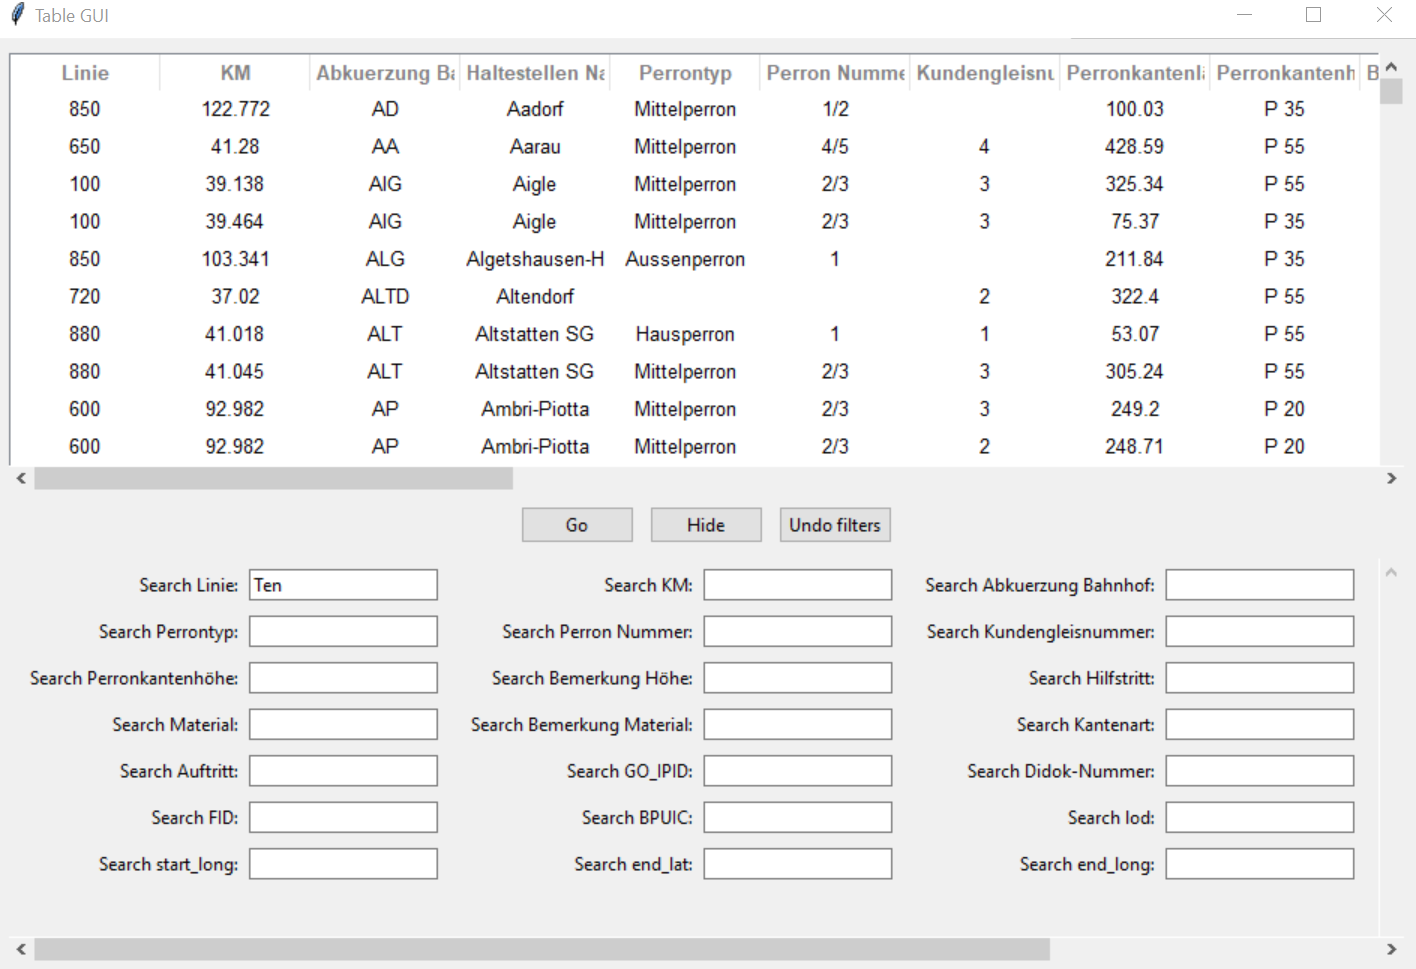 Table GUI
Linie KM Abkuerzung Ba Haltestellen Na Perrontyp Perron Numme Kundengleisnu Perronkantenlä Perronkantenh B
850 122.772 AD Aadorf Mittelperron 1/2 100.03 P 35
650 41.28 AA Aarau Mittelperron 4/5 4 428.59 P 55
100 39.138 AIG Aigle Mittelperron 2/3 3 325.34 P 55
100 39.464 AIG Aigle Mittelperron 2/3 3 75.37 P 35
850 103.341 ALG Algetshausen-H Aussenperron 1 211.84 P 35
720 37.02 ALTD Altendorf 2 322.4 P 55
880 41.018 ALT Altstatten SG Hausperron 1 1 53.07 P 55
880 41.045 ALT Altstatten SG Mittelperron 2/3 3 305.24 P 55
600 92.982 AP Ambri-Piotta Mittelperron 2/3 3 249.2 P 20
600 92.982 AP Ambri-Piotta Mittelperron 2/3 2 248.71 P 20
Go Hide Undo filters
Search Linie: Ten Search KM: Search Abkuerzung Bahnhof:
Search Perrontyp: Search Perron Nummer: Search Kundengleisnummer:
Search Perronkantenhöhe: Search Bemerkung Höhe: Search Hilfstritt:
Search Material: Search Bemerkung Material: Search Kantenart:
Search Auftritt: Search GO_IPID: Search Didok-Nummer:
Search FID: Search BPUIC: Search lod:
Search start_long: Search end_lat: Search end_long: